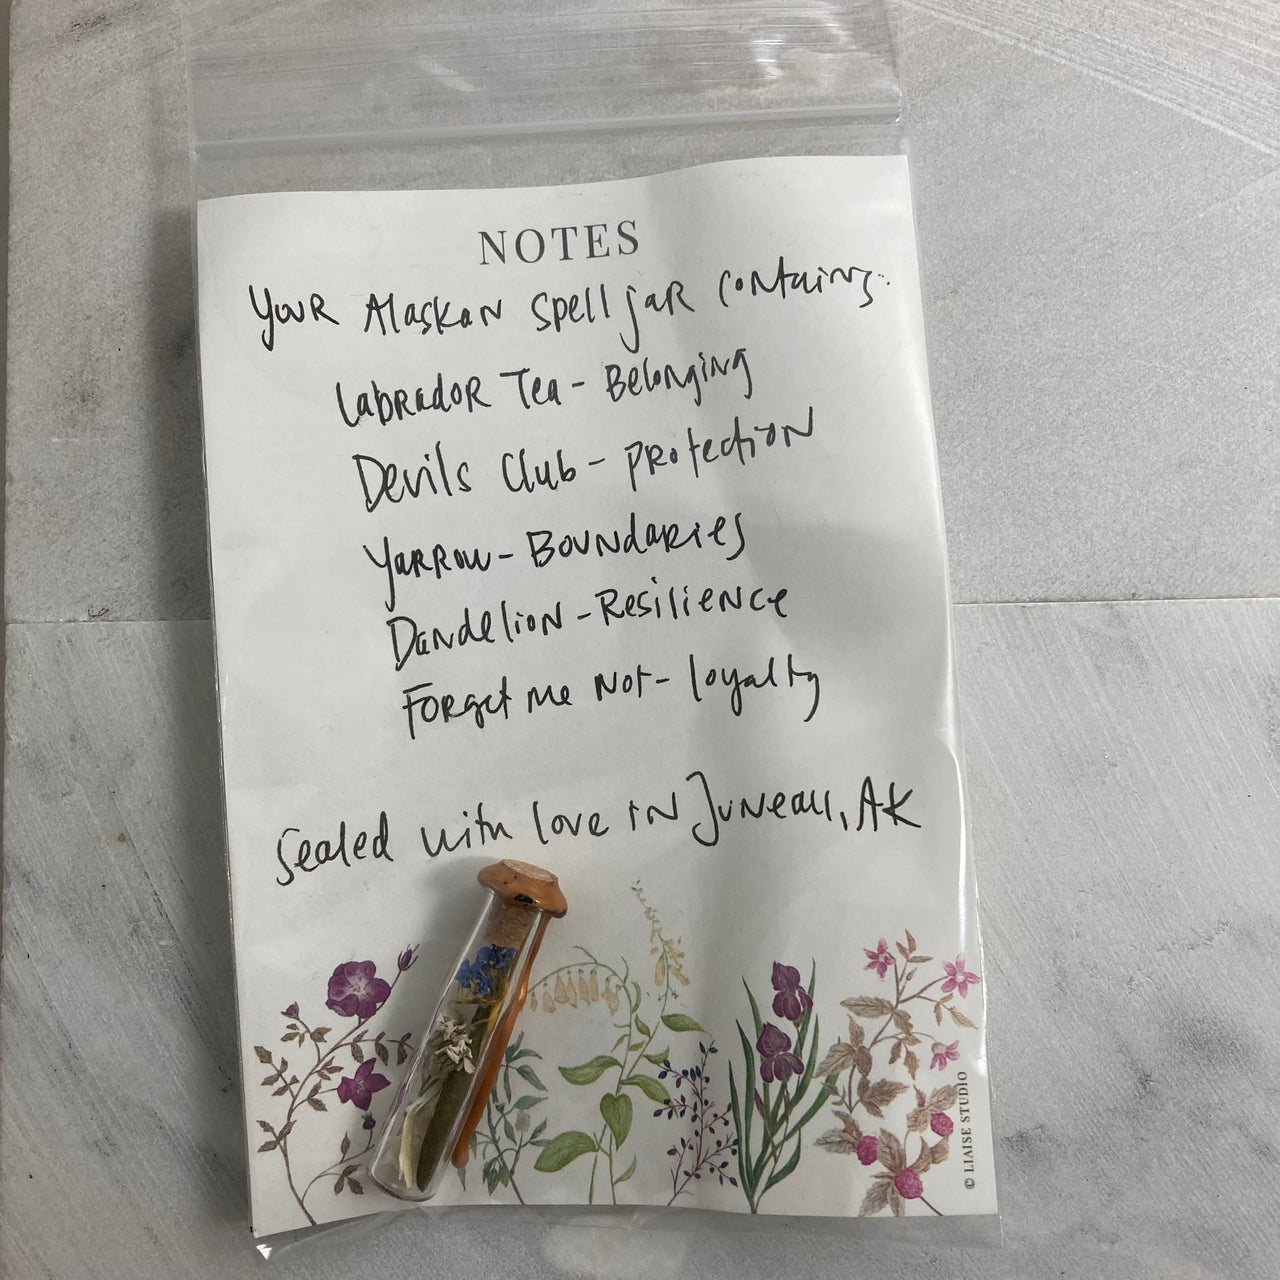 NOTES
Your Alaskan Spell jar contains:
Labrador Tea - Belonging
Devils Club - Protection
Yarrow - Boundaries
Dandelion - Resilience
Forget me Not - loyalty
Sealed with love in Juneau, AK
© LIAISE STUDIO